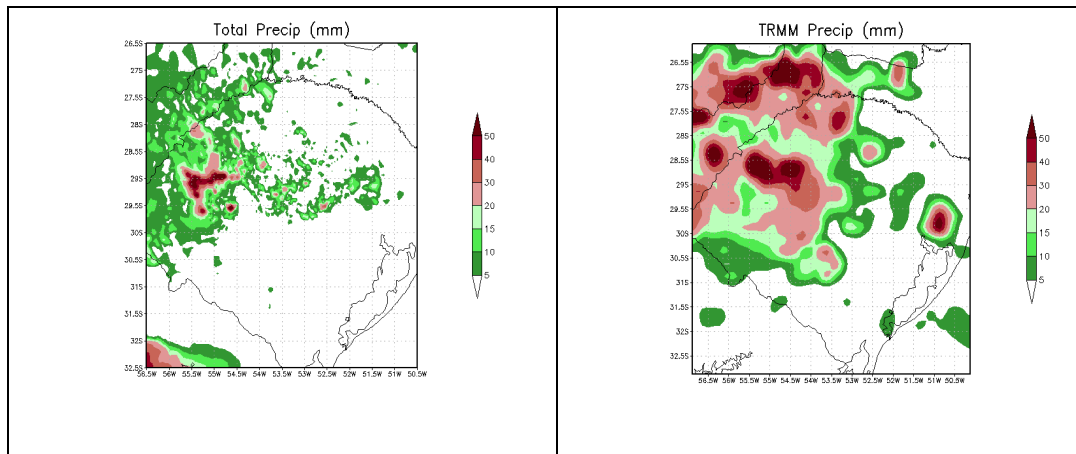 Total Precip (mm)
26.5S
27S
27.5S
28S
28.5S
29S
29.5S
30S
30.5S
31S
31.5S
32S
32.5S
56.5W 56W 55.5W 55W 54.5W 54W 53.5W 53W 52.5W 52W 51.5W 51W 50.5W
50
40
30
20
15
10
5
TRMM Precip (mm)
26.5S
27S
27.5S
28S
28.5S
29S
29.5S
30S
30.5S
31S
31.5S
32S
32.5S
56.5W 56W 55.5W 55W 54.5W 54W 53.5W 53W 52.5W 52W 51.5W 51W 50.5W
50
40
30
20
15
10
5